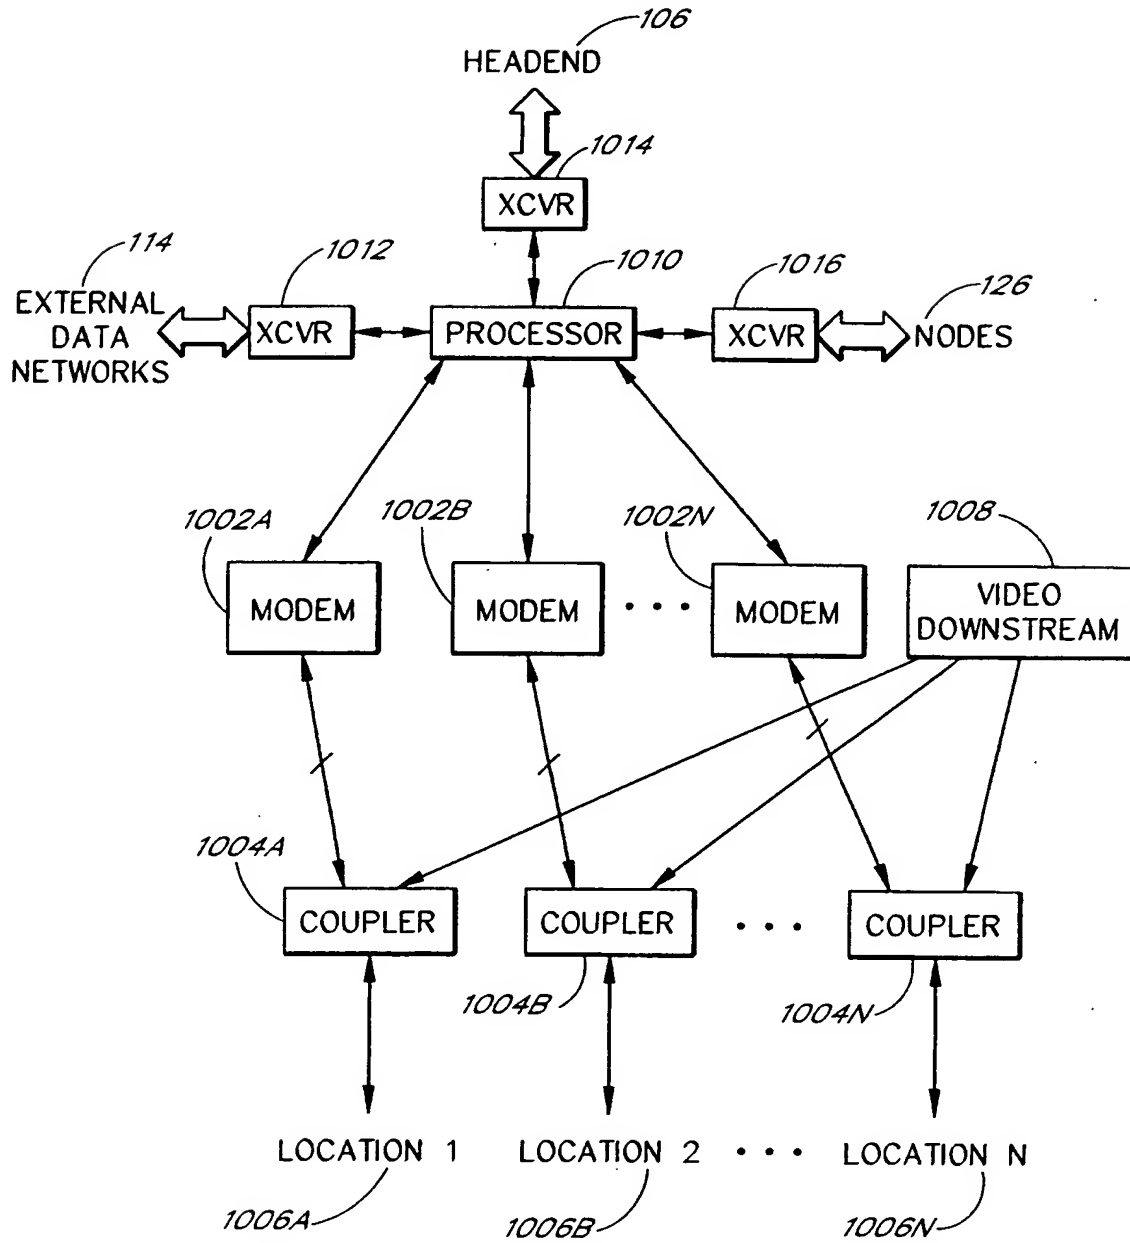 106
HEADEND
1014
XCVR
114
1012
1010
1016
126
EXTERNAL
DATA
NETWORKS
XCVR
PROCESSOR
XCVR
NODES
1002A
1002B
1002N
1008
MODEM
MODEM
• • •
MODEM
VIDEO
DOWNSTREAM
1004A
COUPLER
COUPLER
• • •
COUPLER
1004B
1004N
LOCATION 1
LOCATION 2
• • •
LOCATION N
1006A
1006B
1006N